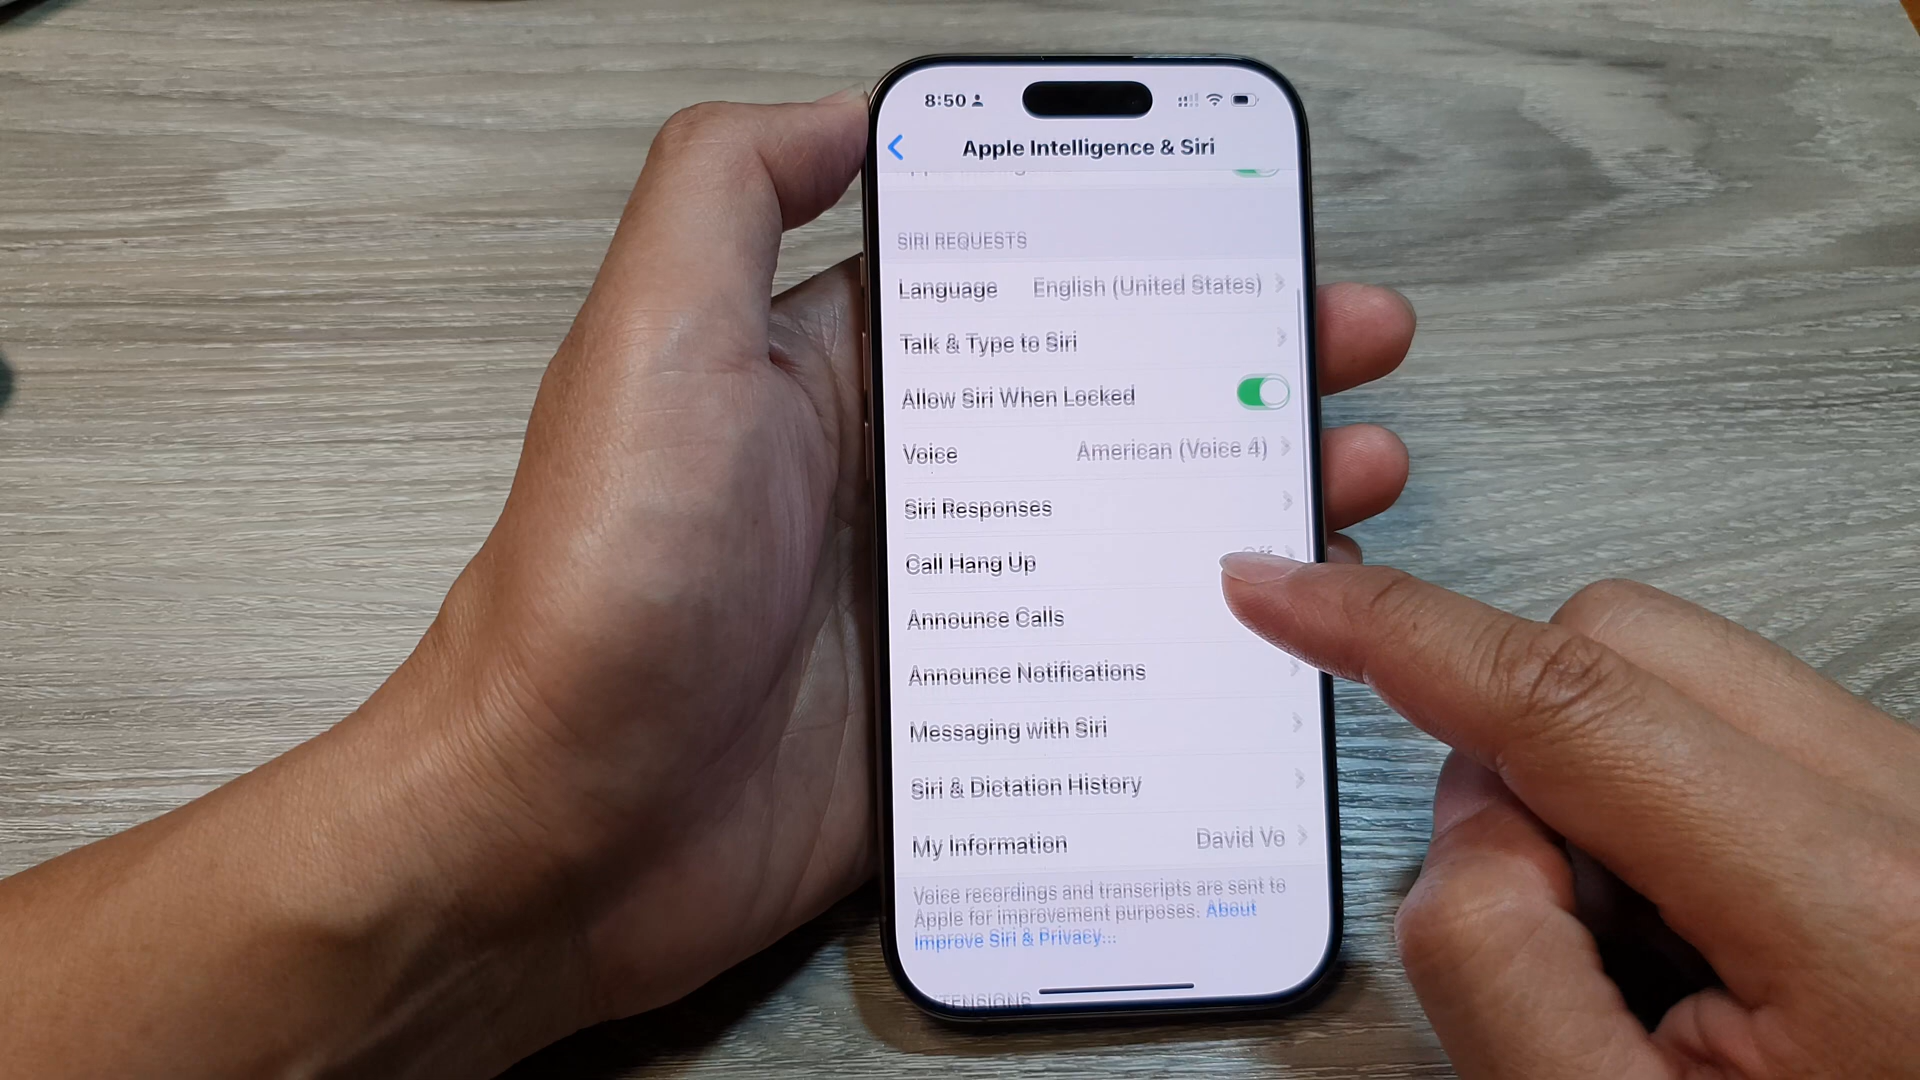 8:50
Apple Intelligence & Siri
SIRI REQUESTS
Language English (United States)
Talk & Type to Siri
Allow Siri When Locked
Voice American (Voice 4)
Siri Responses
Call Hang Up Off
Announce Calls
Announce Notifications
Messaging with Siri
Siri & Dictation History
My Information David Vo
Voice recordings and transcripts are sent to
Apple for improvement purposes. About
Improve Siri & Privacy...